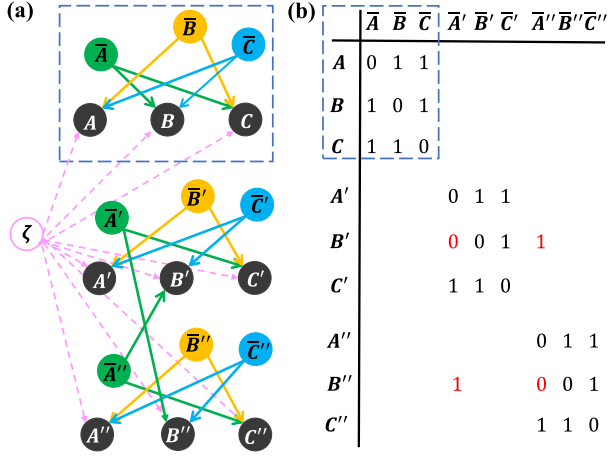 (a)
B̅
A̅
C̅
A B C
ζ
B̅′
A̅′
C̅′
A′ B′ C′
B̅′′
C̅′′
A̅′′
A′′ B′′ C′′
(b)
A̅ B̅ C̅ A̅′ B̅′ C̅′ A̅′′ B̅′′ C̅′′
A 0 1 1
B 1 0 1
C 1 1 0
A′ 0 1 1
B′ 0 0 1 1
C′ 1 1 0
A′′ 0 1 1
B′′ 1 0 0 1
C′′ 1 1 0